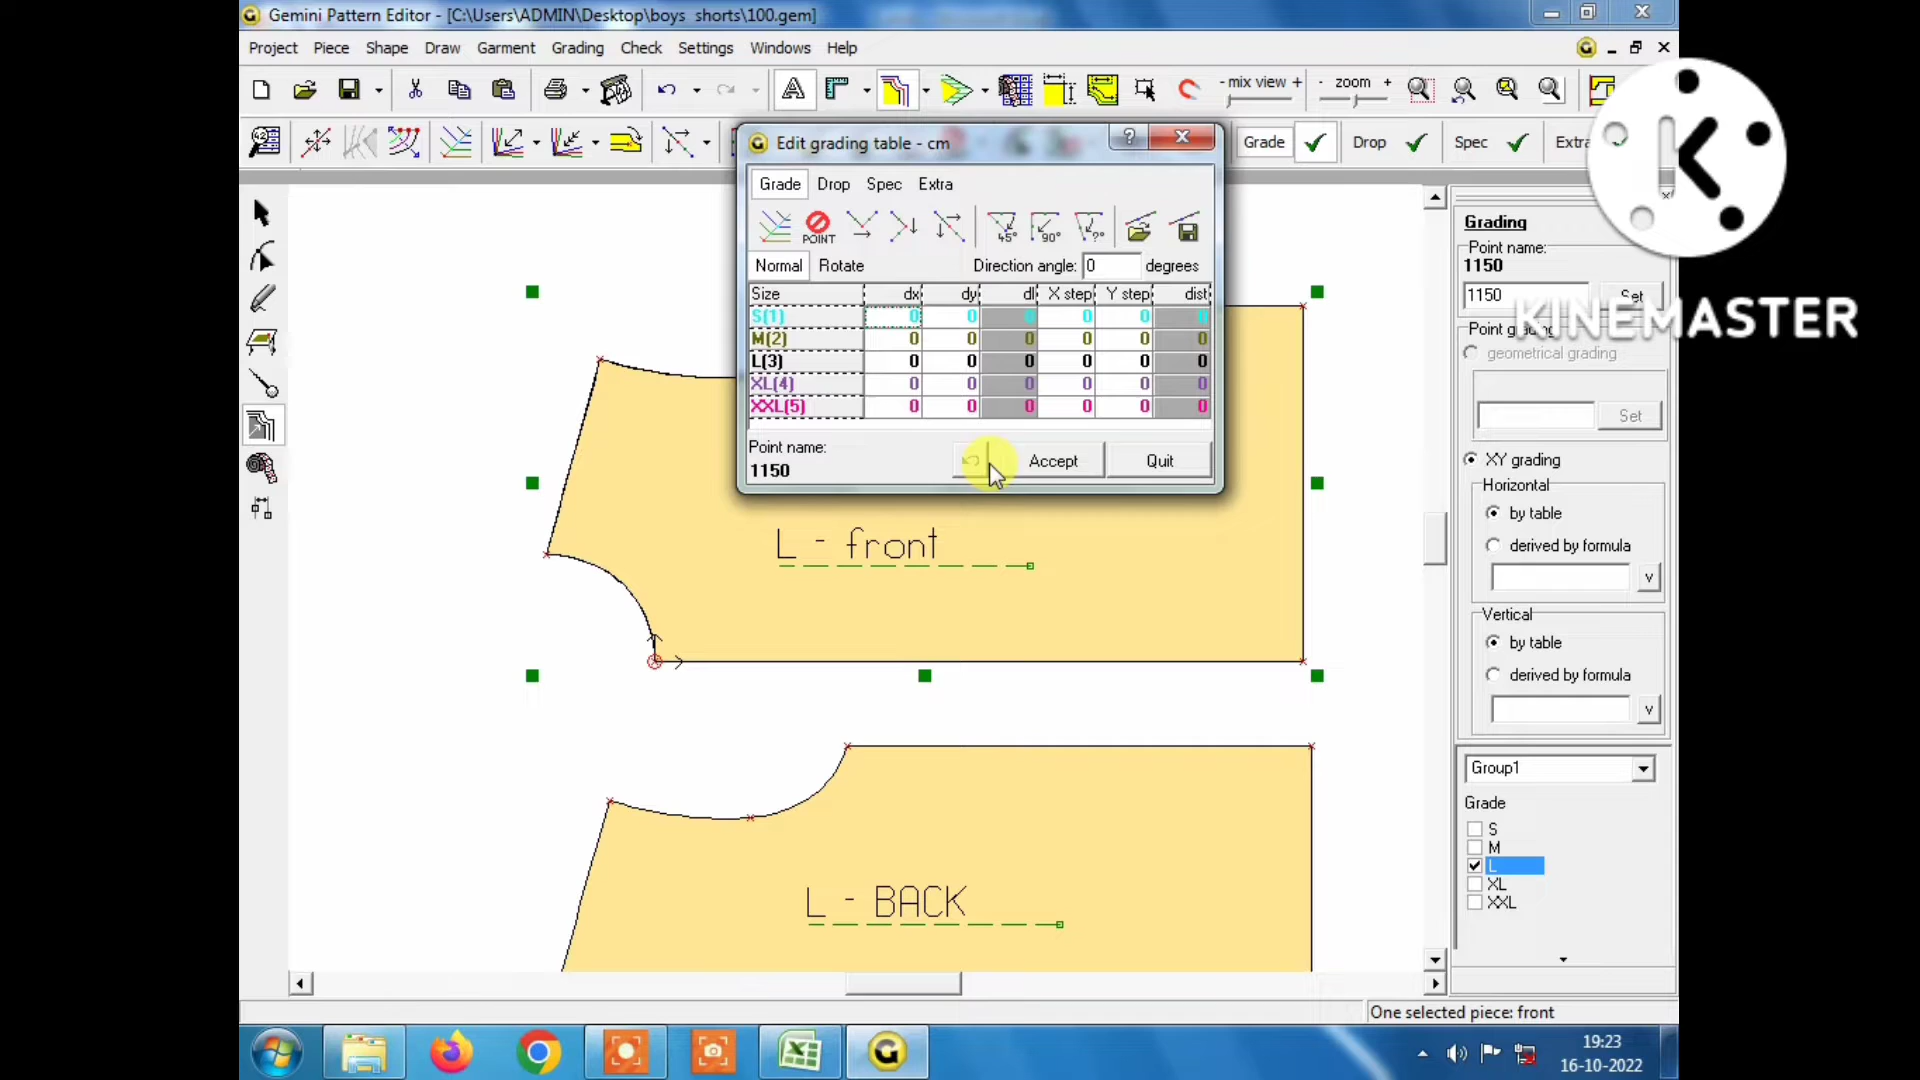 Gemini Pattern Editor - [C:\Users\ADMIN\Desktop\boys shorts\100.gem]
Project Piece Shape Draw Garment Grading Check Settings Windows Help
- mix view +
- zoom +
Grade Drop Spec Extra
KINEMASTER
Edit grading table - cm
Grade Drop Spec Extra
POINT 45° 90° ?
Normal Rotate Direction angle: 0 degrees
Size dx dy dl X step Y step dist
S(1) 0 0 0 0 0 0
M(2) 0 0 0 0 0 0
L(3) 0 0 0 0 0 0
XL(4) 0 0 0 0 0 0
XXL(5) 0 0 0 0 0 0
Point name:
1150
Accept Quit
L - front
L - BACK
Grading
Point name:
1150
1150 Set
Point grading
geometrical grading
Set
XY grading
Horizontal
by table
derived by formula
v
Vertical
by table
derived by formula
v
Group1
Grade
S
M
L
XL
XXL
One selected piece: front
19:23
16-10-2022